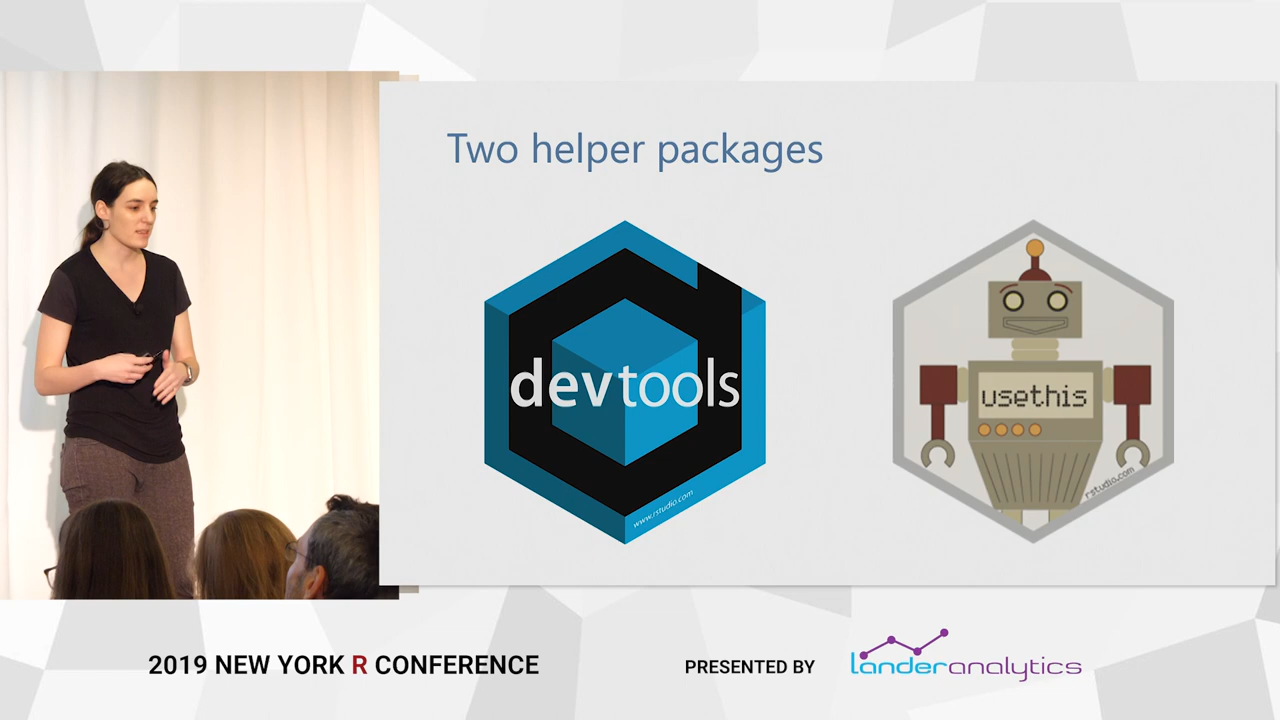 Two helper packages
devtools
www.rstudio.com
usethis
rstudio.com
2019 NEW YORK R CONFERENCE
PRESENTED BY
landeranalytics